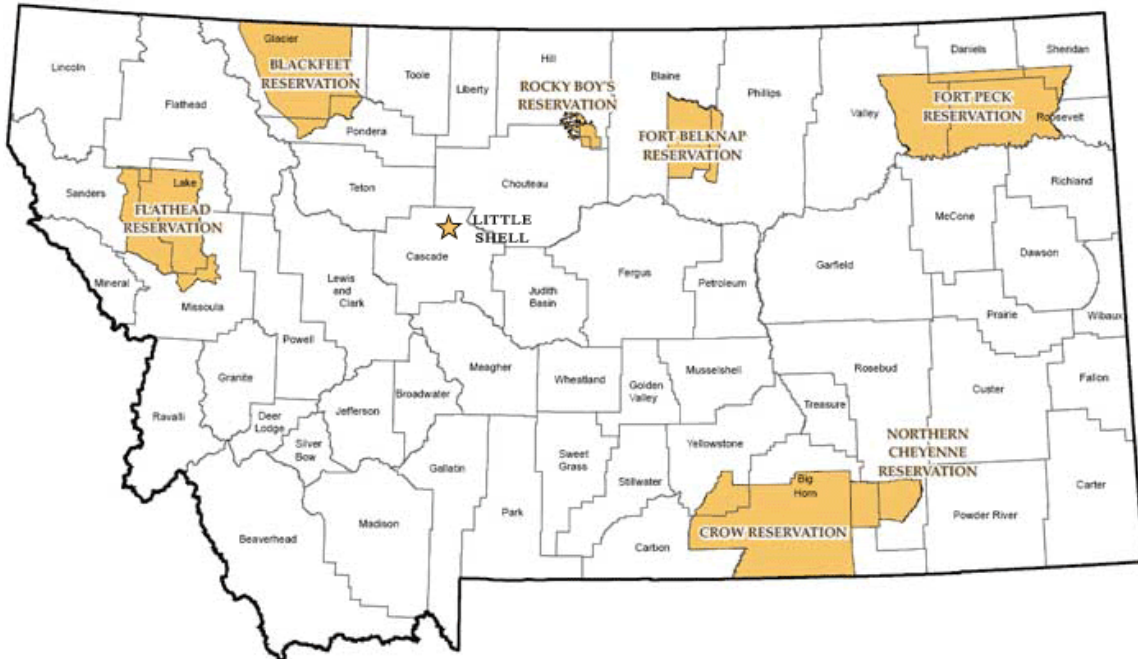 Lincoln
Flathead
Glacier
BLACKFEET
RESERVATION
Toole
Liberty
Hill
Blaine
Phillips
Valley
Daniels
Sheridan
Roosevelt
FORT PECK
RESERVATION
ROCKY BOY'S
RESERVATION
FORT BELKNAP
RESERVATION
Pondera
Teton
Chouteau
Sanders
Lake
FLATHEAD
RESERVATION
LITTLE
SHELL
Cascade
Mineral
Missoula
Lewis
and
Clark
Powell
Judith
Basin
Fergus
Petroleum
Garfield
McCone
Richland
Dawson
Prairie
Wibaux
Ravalli
Granite
Deer
Lodge
Silver
Bow
Jefferson
Broadwater
Meagher
Wheatland
Golden
Valley
Musselshell
Treasure
Rosebud
Custer
Fallon
NORTHERN
CHEYENNE
RESERVATION
Beaverhead
Madison
Gallatin
Park
Sweet
Grass
Stillwater
Yellowstone
Carbon
Big
Horn
CROW RESERVATION
Powder River
Carter